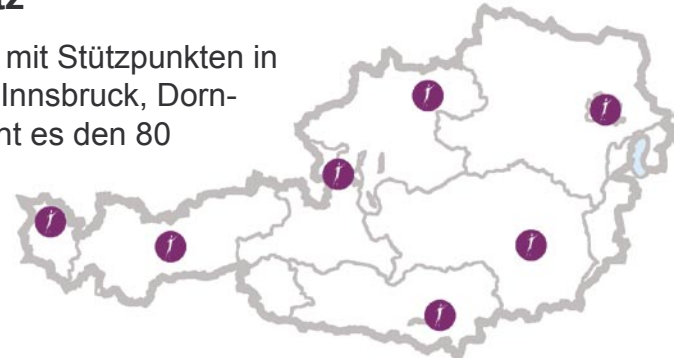 mit Stützpunkten in
Innsbruck, Dorn-
nt es den 80